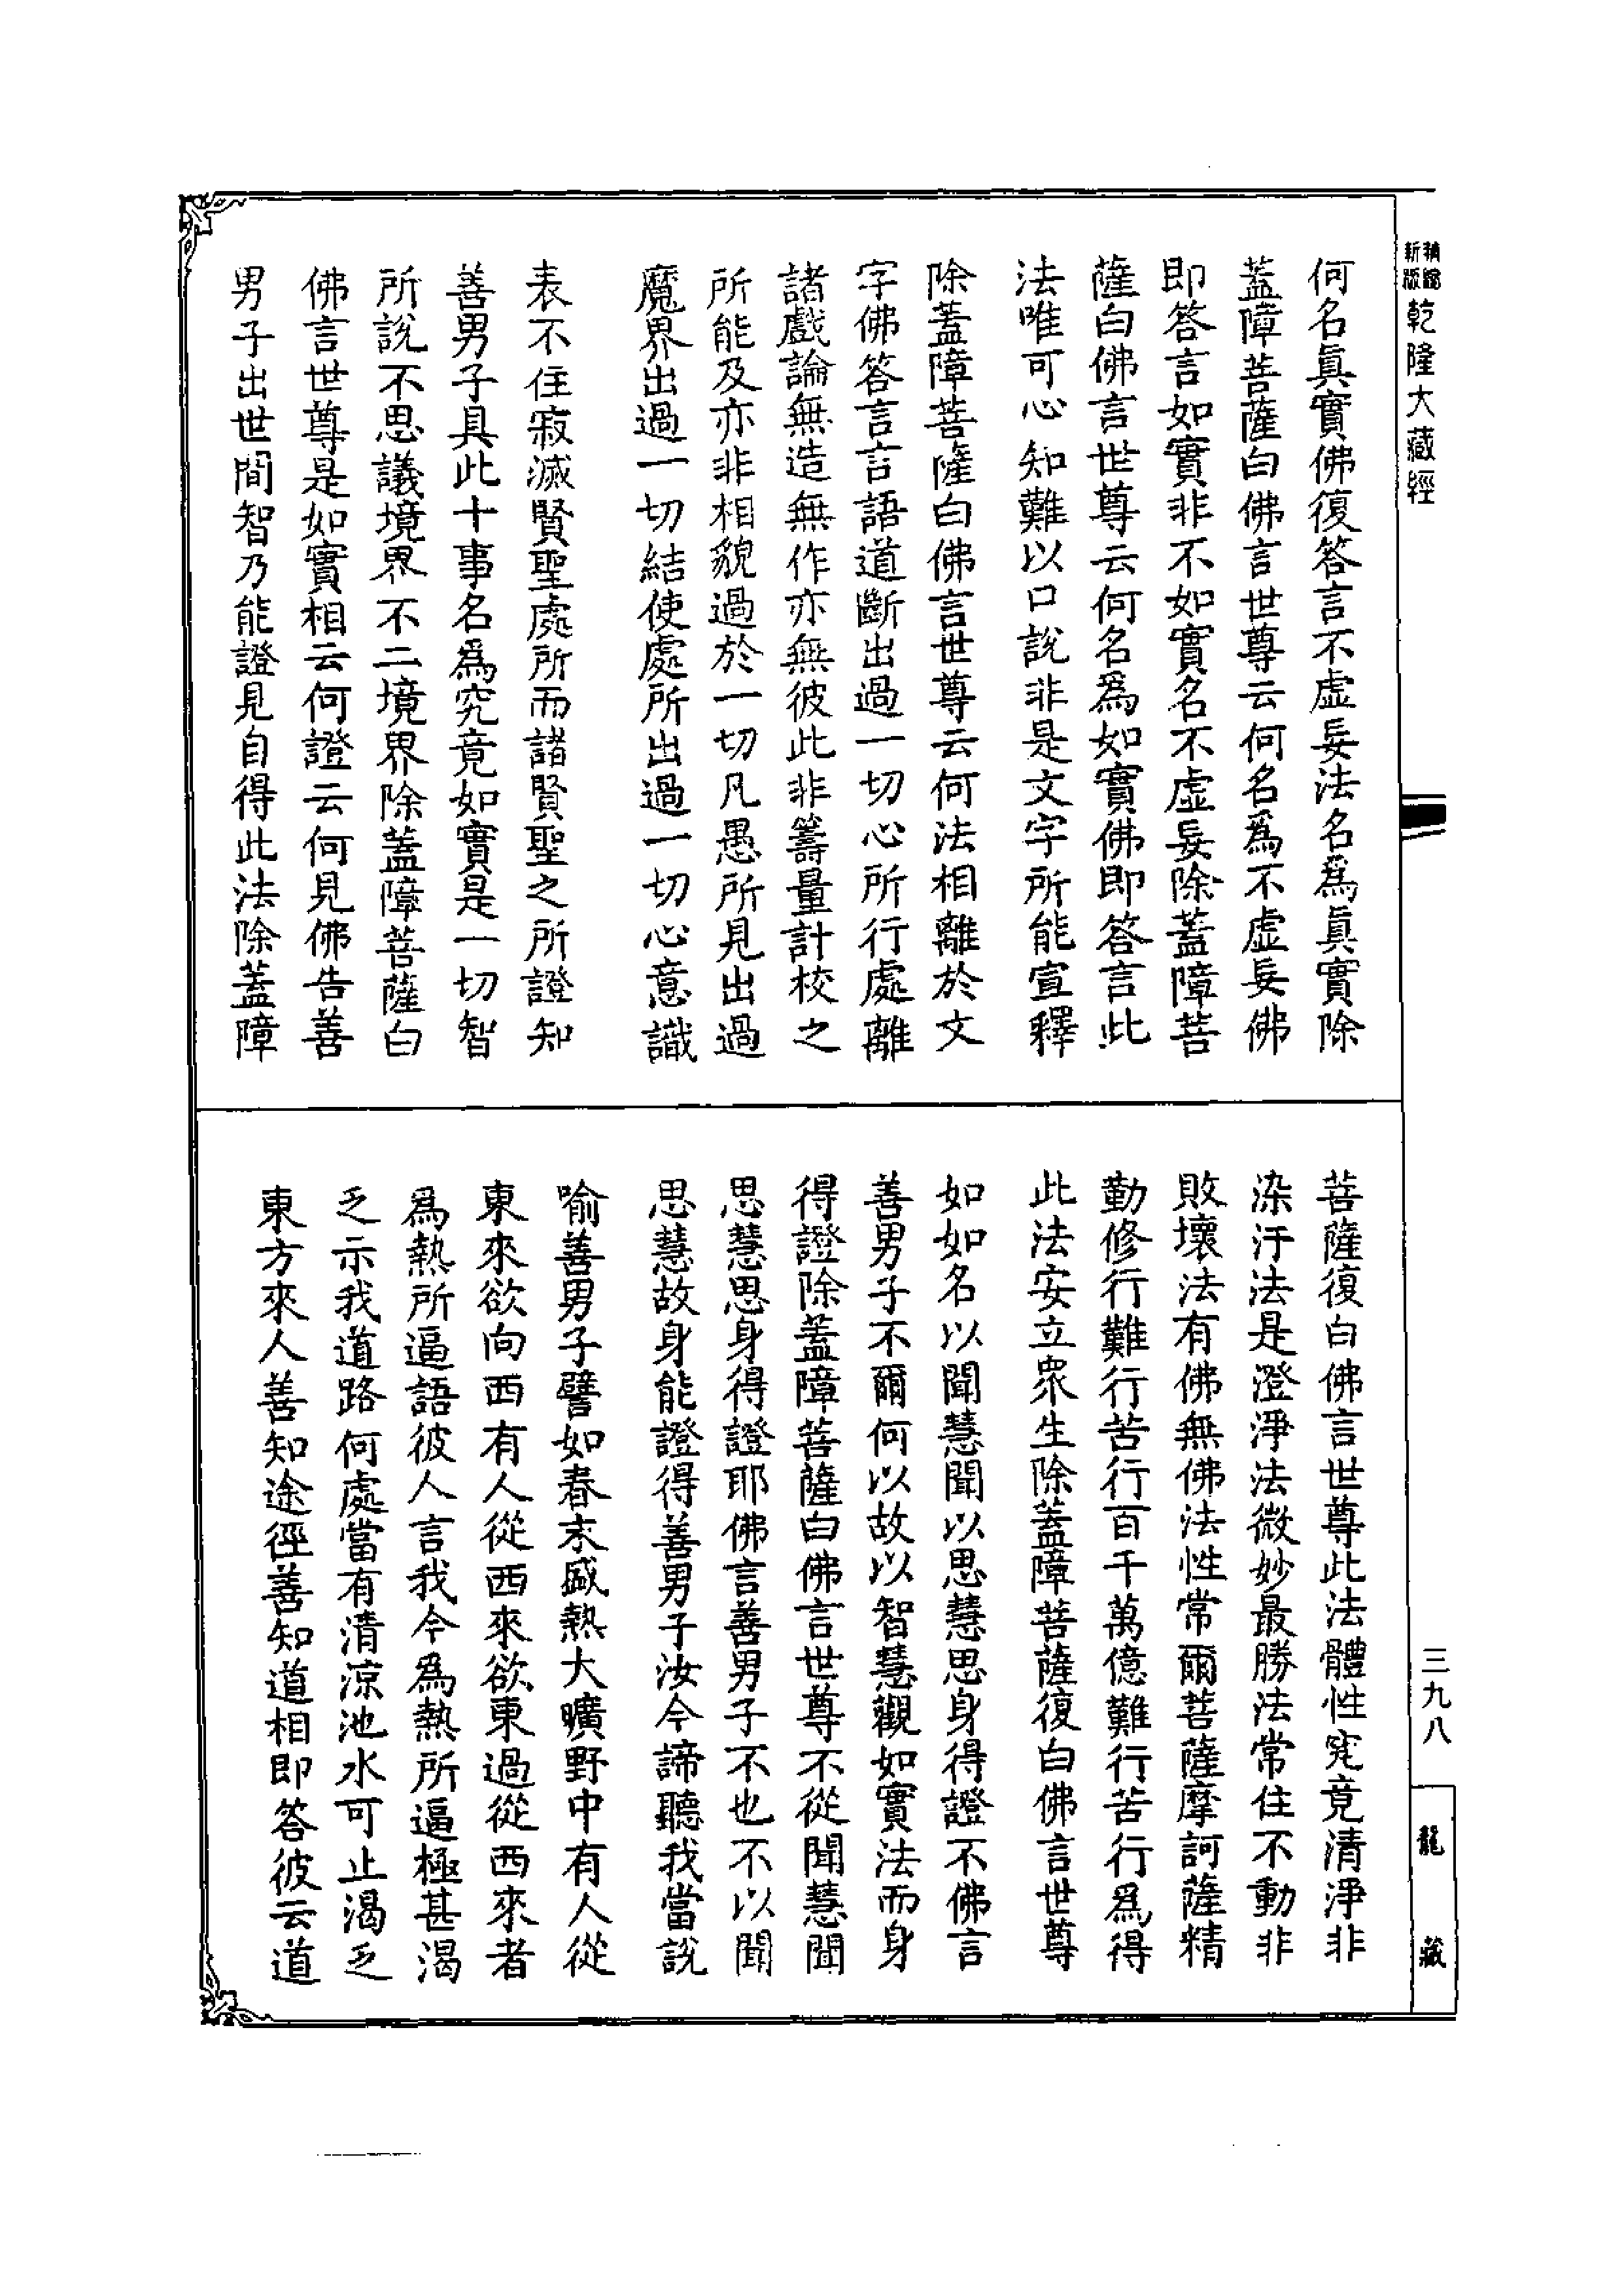 精縮
新版
乾隆大藏經
何名眞實佛復答言不虛妄法名爲眞實除
蓋障菩薩白佛言世尊云何名爲不虛妄佛
即答言如實非不如實名不虛妄除蓋障菩
薩白佛言世尊云何名爲如實佛即答言此
法唯可心知難以口說非是文字所能宣釋
除蓋障菩薩白佛言世尊云何法相離於文
字佛答言言語道斷出過一切心所行處離
諸戲論無造無作亦無彼此非籌量計校之
所能及亦非相貌過於一切凡愚所見出過
魔界出過一切結使處所出過一切心意識
表不住寂滅賢聖處所而諸賢聖之所證知
善男子具此十事名爲究竟如實是一切智
所說不思議境界不二境界除蓋障菩薩白
佛言世尊是如實相云何證云何見佛告善
男子出世間智乃能證見自得此法除蓋障
菩薩復白佛言世尊此法體性究竟清淨非
染汙法是澄淨法微妙最勝法常住不動非
敗壞法有佛無佛法性常爾菩薩摩訶薩精
勤修行難行苦行百千萬億難行苦行爲得
此法安立眾生除蓋障菩薩復白佛言世尊
如如名以聞慧聞以思慧思身得證不佛言
善男子不爾何以故以智慧觀如實法而身
得證除蓋障菩薩白佛言世尊不從聞慧聞
思慧思身得證耶佛言善男子不也不以聞
思慧故身能證得善男子汝今諦聽我當說
喻善男子譬如春末盛熱大曠野中有人從
東來欲向西有人從西來欲東過從西來者
爲熱所逼語彼人言我今爲熱所逼極甚渴
乏示我道路何處當有清涼池水可止渴乏
東方來人善知途徑善知道相即答彼云道
三九八
龍藏